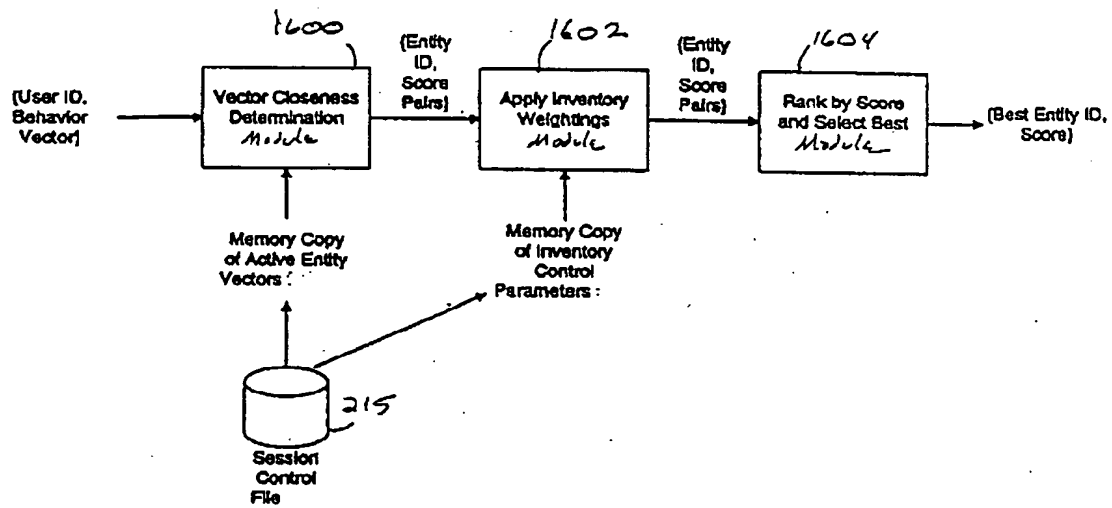 1600
1602
1604
{Entity
ID,
Score
Pairs}
{Entity
ID,
Score
Pairs}
{User ID,
Behavior
Vector}
Vector Closeness
Determination
Module
Apply Inventory
Weightings
Module
Rank by Score
and Select Best
Module
{Best Entity ID,
Score}
Memory Copy
of Active Entity
Vectors :
Memory Copy
of Inventory
Control
Parameters :
215
Session
Control
File